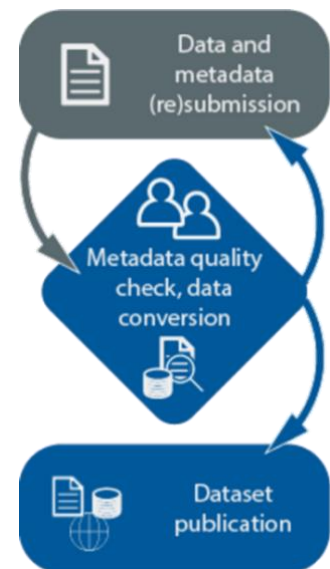 Data and
metadata
(re)submission
Metadata quality
check, data
conversion
Dataset
publication